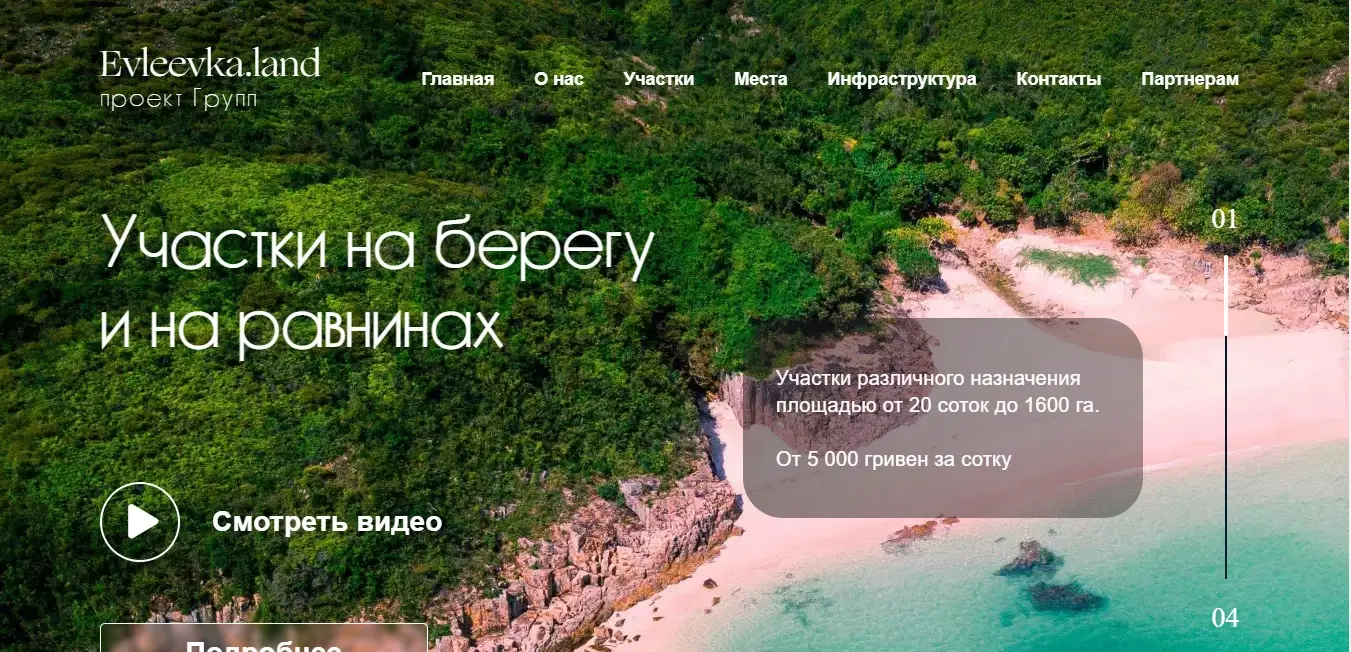 Evleevka.land
проект Групп
Главная О нас Участки Места Инфраструктура Контакты Партнерам
Участки на берегу
и на равнинах
01
Участки различного назначения
площадью от 20 соток до 1600 га.
От 5 000 гривен за сотку
Смотреть видео
04
Подробнее